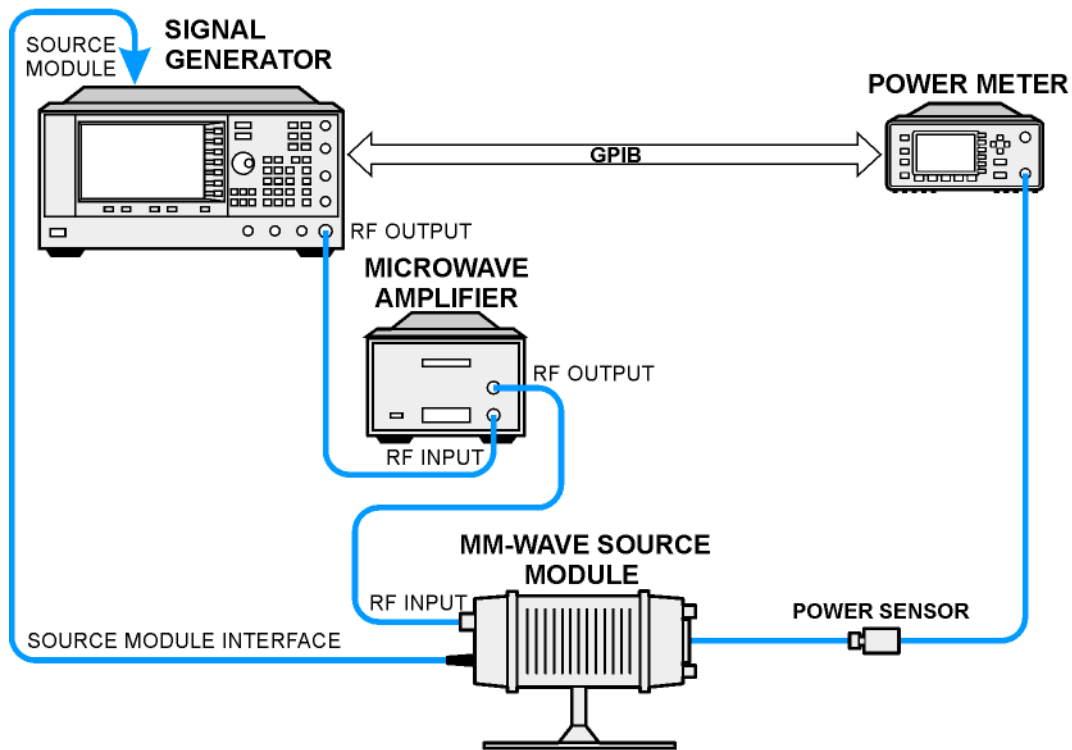 SOURCE
MODULE
SIGNAL
GENERATOR
POWER METER
GPIB
RF OUTPUT
MICROWAVE
AMPLIFIER
RF OUTPUT
RF INPUT
MM-WAVE SOURCE
MODULE
RF INPUT
POWER SENSOR
SOURCE MODULE INTERFACE